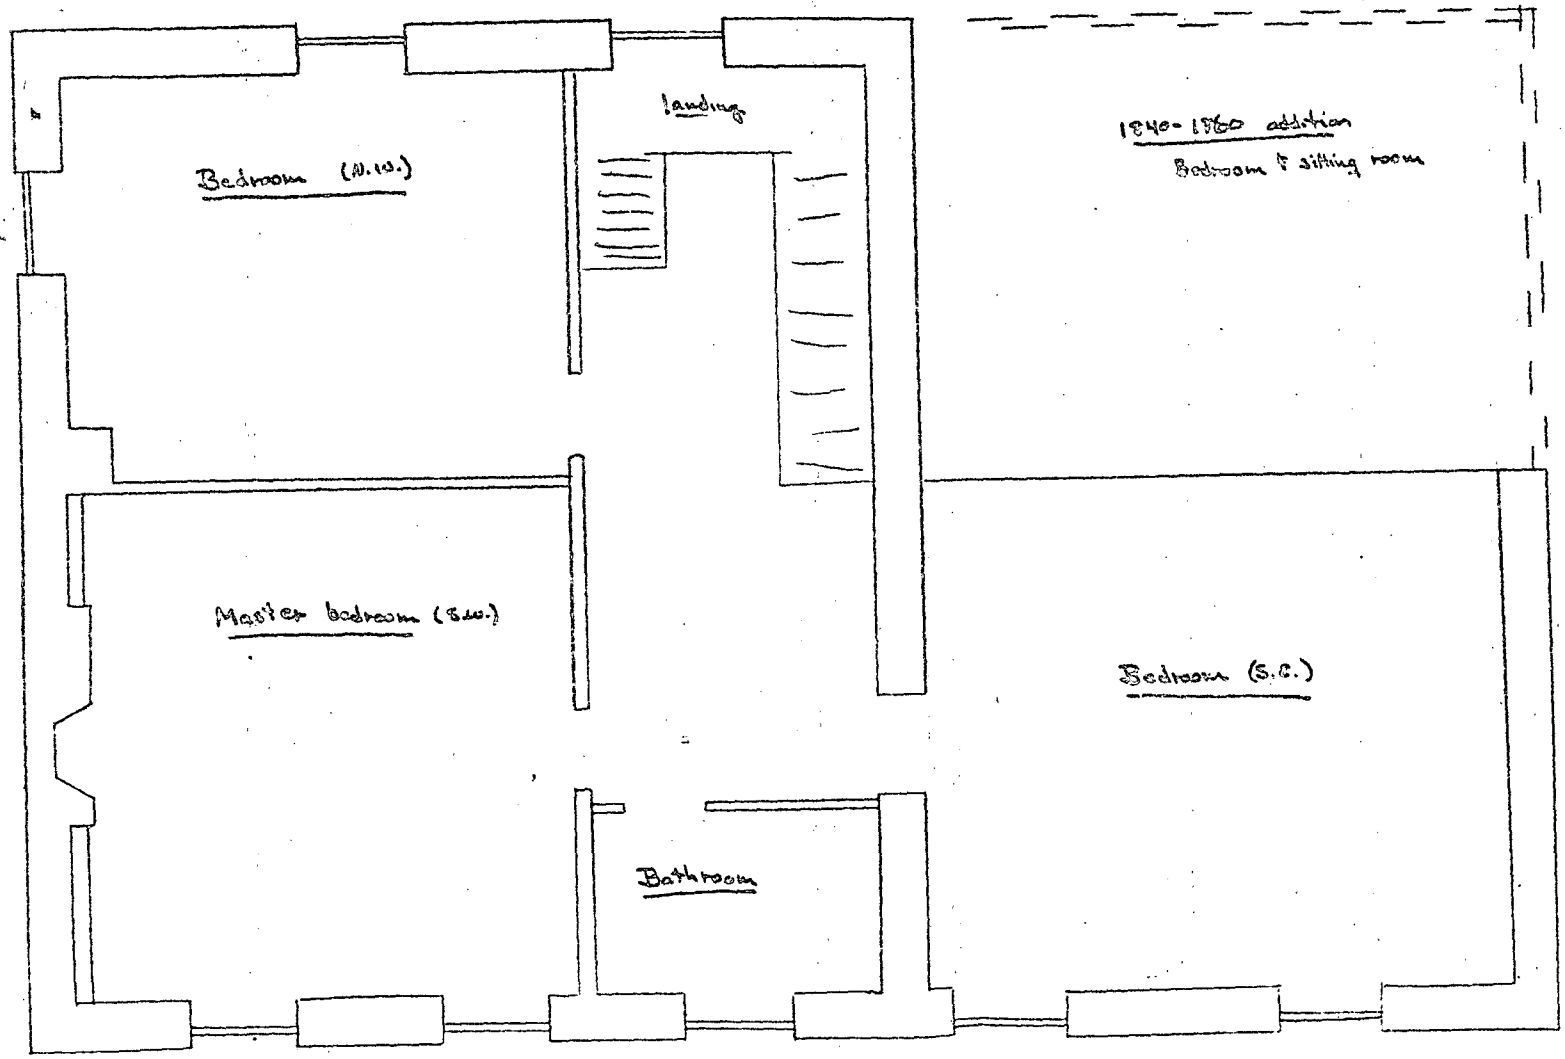 landing
1840-1860 addition
Bedroom & sitting room
Bedroom (N.W.)
Master bedroom (S.W.)
Bedroom (S.E.)
Bathroom